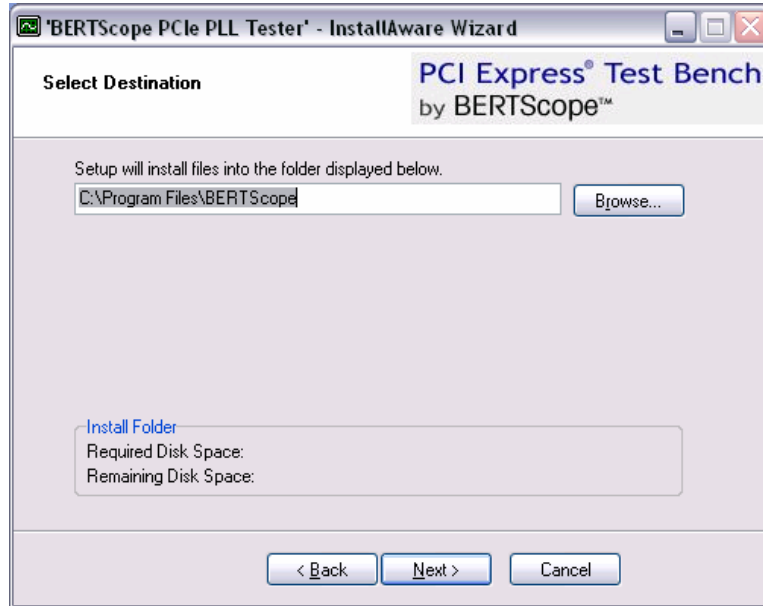 'BERTScope PCIe PLL Tester' - InstallAware Wizard
Select Destination
PCI Express® Test Bench
by BERTScope™
Setup will install files into the folder displayed below.
C:\Program Files\BERTScope
Browse...
Install Folder
Required Disk Space:
Remaining Disk Space:
< Back
Next >
Cancel